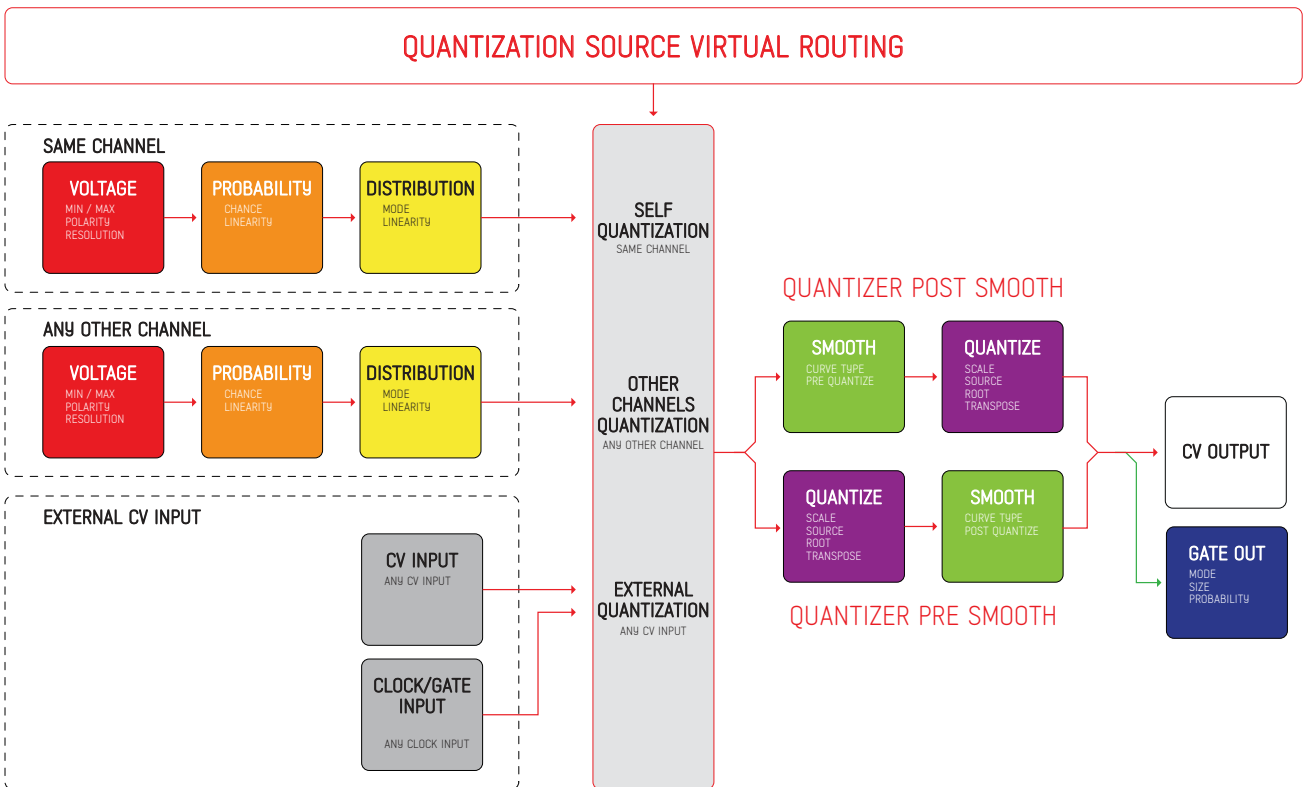 QUANTIZATION SOURCE VIRTUAL ROUTING
SAME CHANNEL
VOLTAGE
MIN / MAX
POLARITY
RESOLUTION
PROBABILITY
CHANCE
LINEARITY
DISTRIBUTION
MODE
LINEARITY
ANY OTHER CHANNEL
VOLTAGE
MIN / MAX
POLARITY
RESOLUTION
PROBABILITY
CHANCE
LINEARITY
DISTRIBUTION
MODE
LINEARITY
EXTERNAL CV INPUT
CV INPUT
ANY CV INPUT
CLOCK/GATE
INPUT
ANY CLOCK INPUT
SELF
QUANTIZATION
SAME CHANNEL
OTHER
CHANNELS
QUANTIZATION
ANY OTHER CHANNEL
EXTERNAL
QUANTIZATION
ANY CV INPUT
QUANTIZER POST SMOOTH
SMOOTH
CURVE TYPE
PRE QUANTIZE
QUANTIZE
SCALE
SOURCE
ROOT
TRANSPOSE
QUANTIZE
SCALE
SOURCE
ROOT
TRANSPOSE
SMOOTH
CURVE TYPE
POST QUANTIZE
QUANTIZER PRE SMOOTH
CV OUTPUT
GATE OUT
MODE
SIZE
PROBABILITY